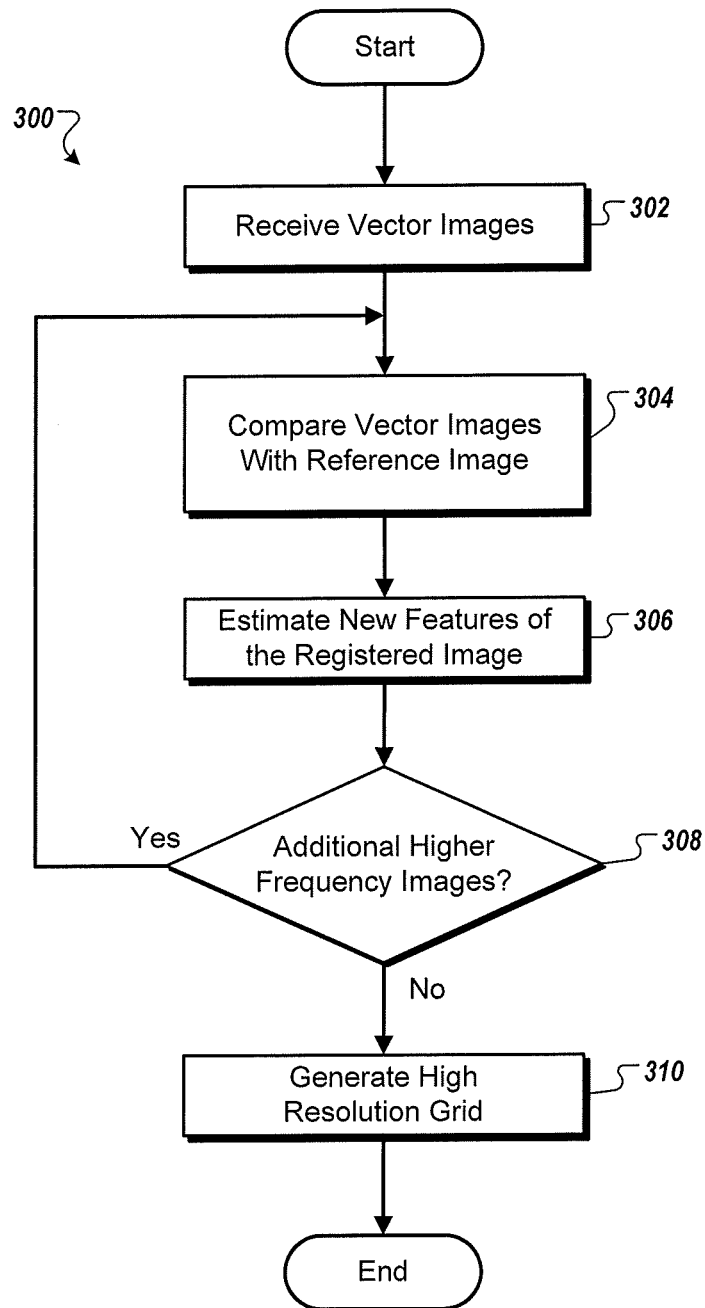 Start
300
Receive Vector Images
302
Compare Vector Images
With Reference Image
304
Estimate New Features of
the Registered Image
306
Yes
Additional Higher
Frequency Images?
308
No
Generate High
Resolution Grid
310
End